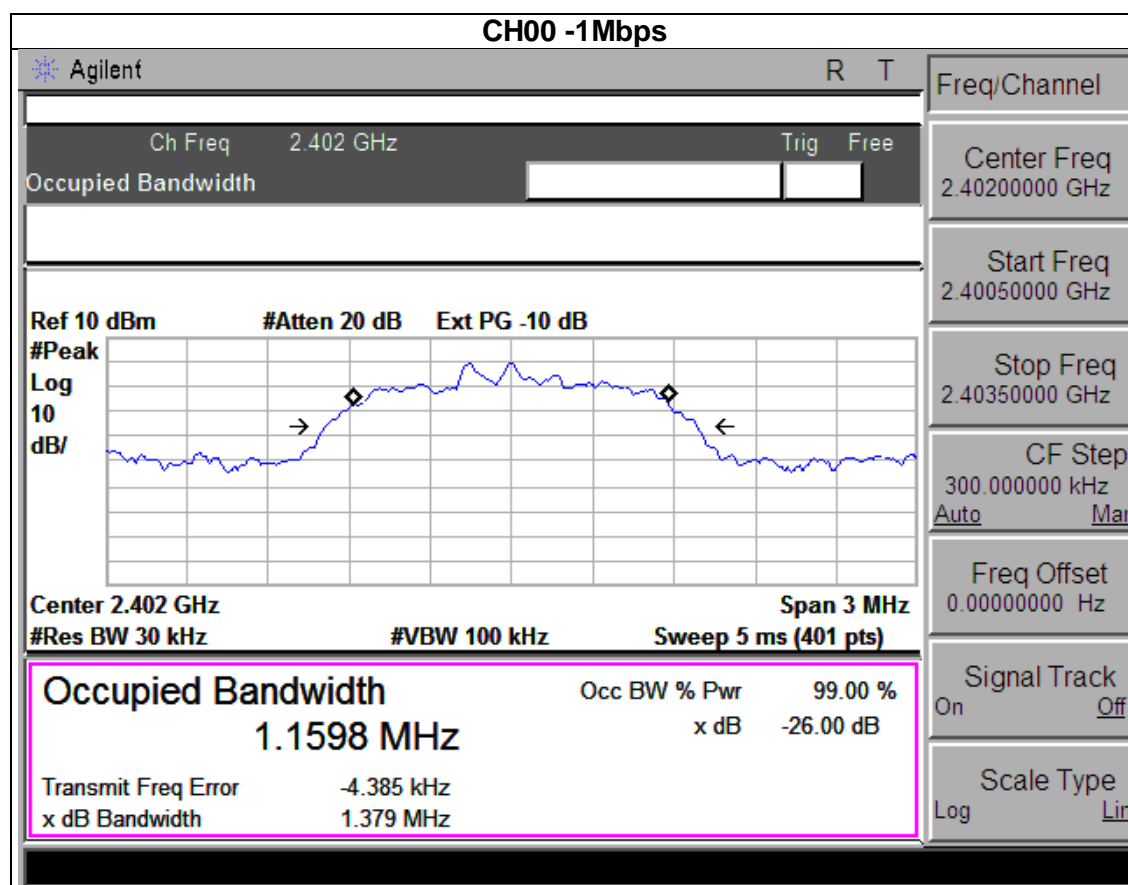 CH00 -1Mbps
Agilent R T
Ch Freq 2.402 GHz Trig Free
Occupied Bandwidth
Ref 10 dBm #Atten 20 dB Ext PG -10 dB
#Peak
Log
10
dB/
Center 2.402 GHz Span 3 MHz
#Res BW 30 kHz #VBW 100 kHz Sweep 5 ms (401 pts)
Occupied Bandwidth
1.1598 MHz
Occ BW % Pwr 99.00 %
x dB -26.00 dB
Transmit Freq Error -4.385 kHz
x dB Bandwidth 1.379 MHz
Freq/Channel
Center Freq
2.40200000 GHz
Start Freq
2.40050000 GHz
Stop Freq
2.40350000 GHz
CF Step
300.000000 kHz
Auto Man
Freq Offset
0.00000000 Hz
Signal Track
On Off
Scale Type
Log Lin